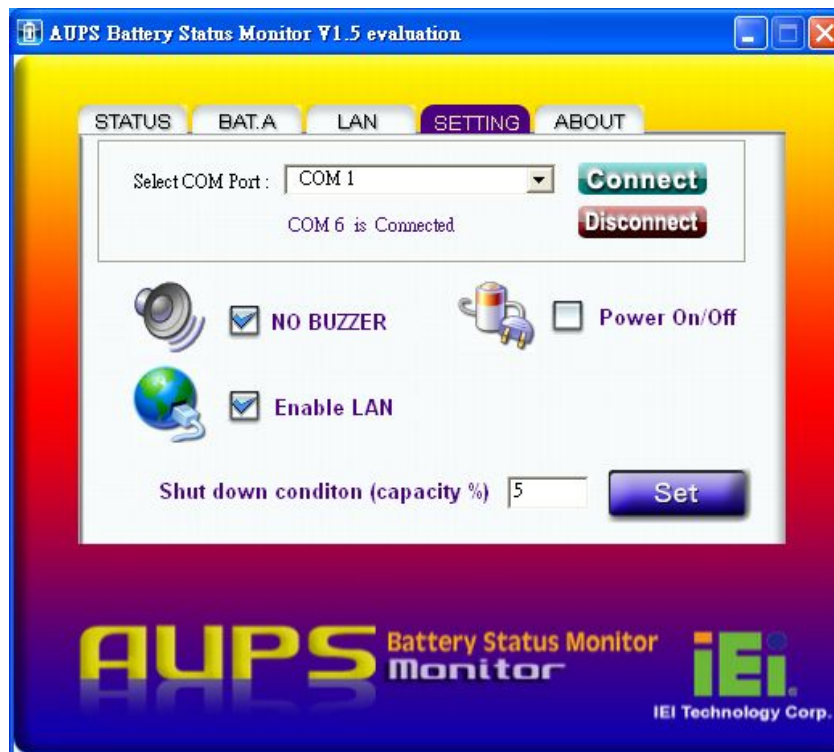 AUPS Battery Status Monitor V1.5 evaluation
STATUS BAT.A LAN SETTING ABOUT
Select COM Port : COM 1 Connect
COM 6 is Connected Disconnect
NO BUZZER Power On/Off
Enable LAN
Shut down conditon (capacity %) 5 Set
AUPS Battery Status Monitor
Monitor
iEi
IEI Technology Corp.